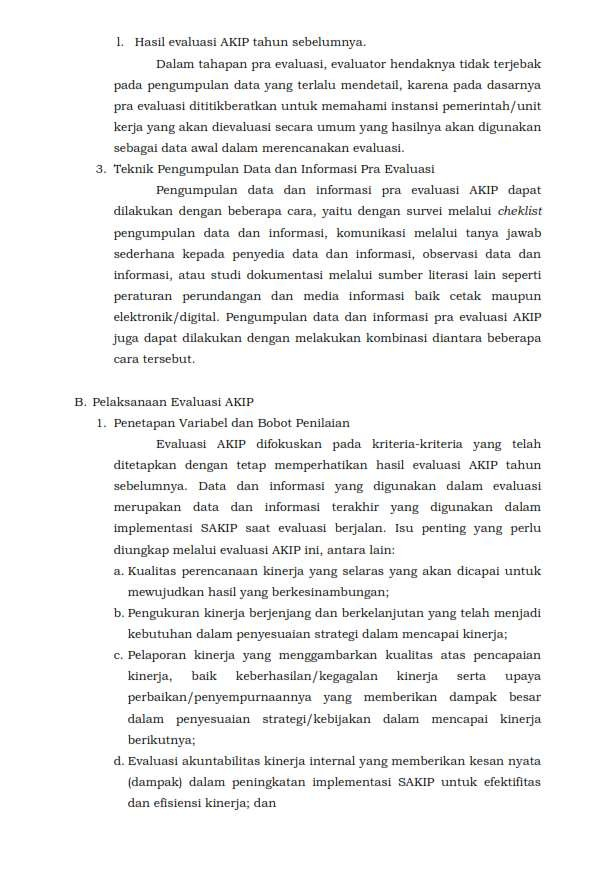 l. Hasil evaluasi AKIP tahun sebelumnya.
Dalam tahapan pra evaluasi, evaluator hendaknya tidak terjebak
pada pengumpulan data yang terlalu mendetail, karena pada dasarnya
pra evaluasi dititikberatkan untuk memahami instansi pemerintah/unit
kerja yang akan dievaluasi secara umum yang hasilnya akan digunakan
sebagai data awal dalam merencanakan evaluasi.
3. Teknik Pengumpulan Data dan Informasi Pra Evaluasi
Pengumpulan data dan informasi pra evaluasi AKIP dapat
dilakukan dengan beberapa cara, yaitu dengan survei melalui cheklist
pengumpulan data dan informasi, komunikasi melalui tanya jawab
sederhana kepada penyedia data dan informasi, observasi data dan
informasi, atau studi dokumentasi melalui sumber literasi lain seperti
peraturan perundangan dan media informasi baik cetak maupun
elektronik/digital. Pengumpulan data dan informasi pra evaluasi AKIP
juga dapat dilakukan dengan melakukan kombinasi diantara beberapa
cara tersebut.
B. Pelaksanaan Evaluasi AKIP
1. Penetapan Variabel dan Bobot Penilaian
Evaluasi AKIP difokuskan pada kriteria-kriteria yang telah
ditetapkan dengan tetap memperhatikan hasil evaluasi AKIP tahun
sebelumnya. Data dan informasi yang digunakan dalam evaluasi
merupakan data dan informasi terakhir yang digunakan dalam
implementasi SAKIP saat evaluasi berjalan. Isu penting yang perlu
diungkap melalui evaluasi AKIP ini, antara lain:
a. Kualitas perencanaan kinerja yang selaras yang akan dicapai untuk
mewujudkan hasil yang berkesinambungan;
b. Pengukuran kinerja berjenjang dan berkelanjutan yang telah menjadi
kebutuhan dalam penyesuaian strategi dalam mencapai kinerja;
c. Pelaporan kinerja yang menggambarkan kualitas atas pencapaian
kinerja, baik keberhasilan/kegagalan kinerja serta upaya
perbaikan/penyempurnaannya yang memberikan dampak besar
dalam penyesuaian strategi/kebijakan dalam mencapai kinerja
berikutnya;
d. Evaluasi akuntabilitas kinerja internal yang memberikan kesan nyata
(dampak) dalam peningkatan implementasi SAKIP untuk efektifitas
dan efisiensi kinerja; dan